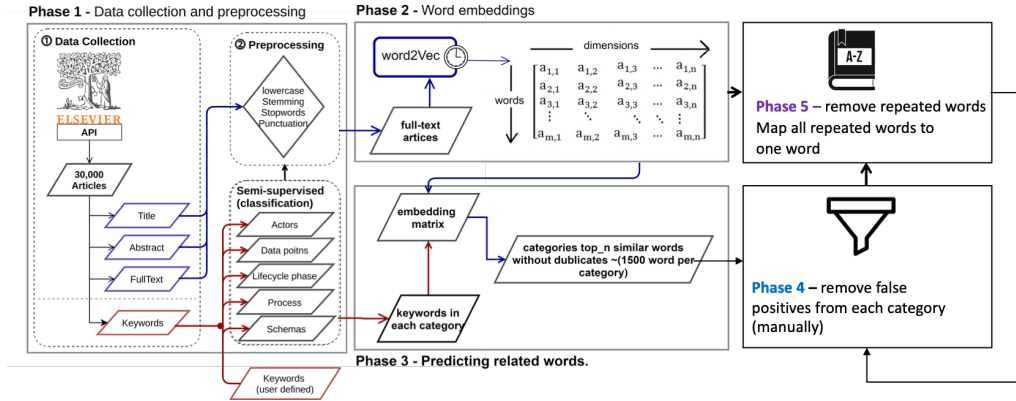 Phase 1 - Data collection and preprocessing
① Data Collection
ELSEVIER
API
30,000
Articles
Title
Abstract
FullText
Keywords
② Preprocessing
lowercase
Stemming
Stopwords
Punctuation
Semi-supervised
(classification)
Actors
Data poitns
Lifecycle phase
Process
Schemas
Keywords
(user defined)
Phase 2 - Word embeddings
word2Vec
full-text
artices
dimensions
words
a1,1 a1,2 a1,3 ... a1,n
a2,1 a2,2 a2,3 ... a2,n
a3,1 a3,2 a3,3 ... a3,n
⋮ ⋮ ⋱ ⋱ ⋮
am,1 am,2 am,3 ... am,n
embedding
matrix
keywords in
each category
categories top_n similar words
without dublicates ~(1500 word per
category)
Phase 3 - Predicting related words.
A-Z
Phase 5 – remove repeated words
Map all repeated words to
one word
Phase 4 – remove false
positives from each category
(manually)